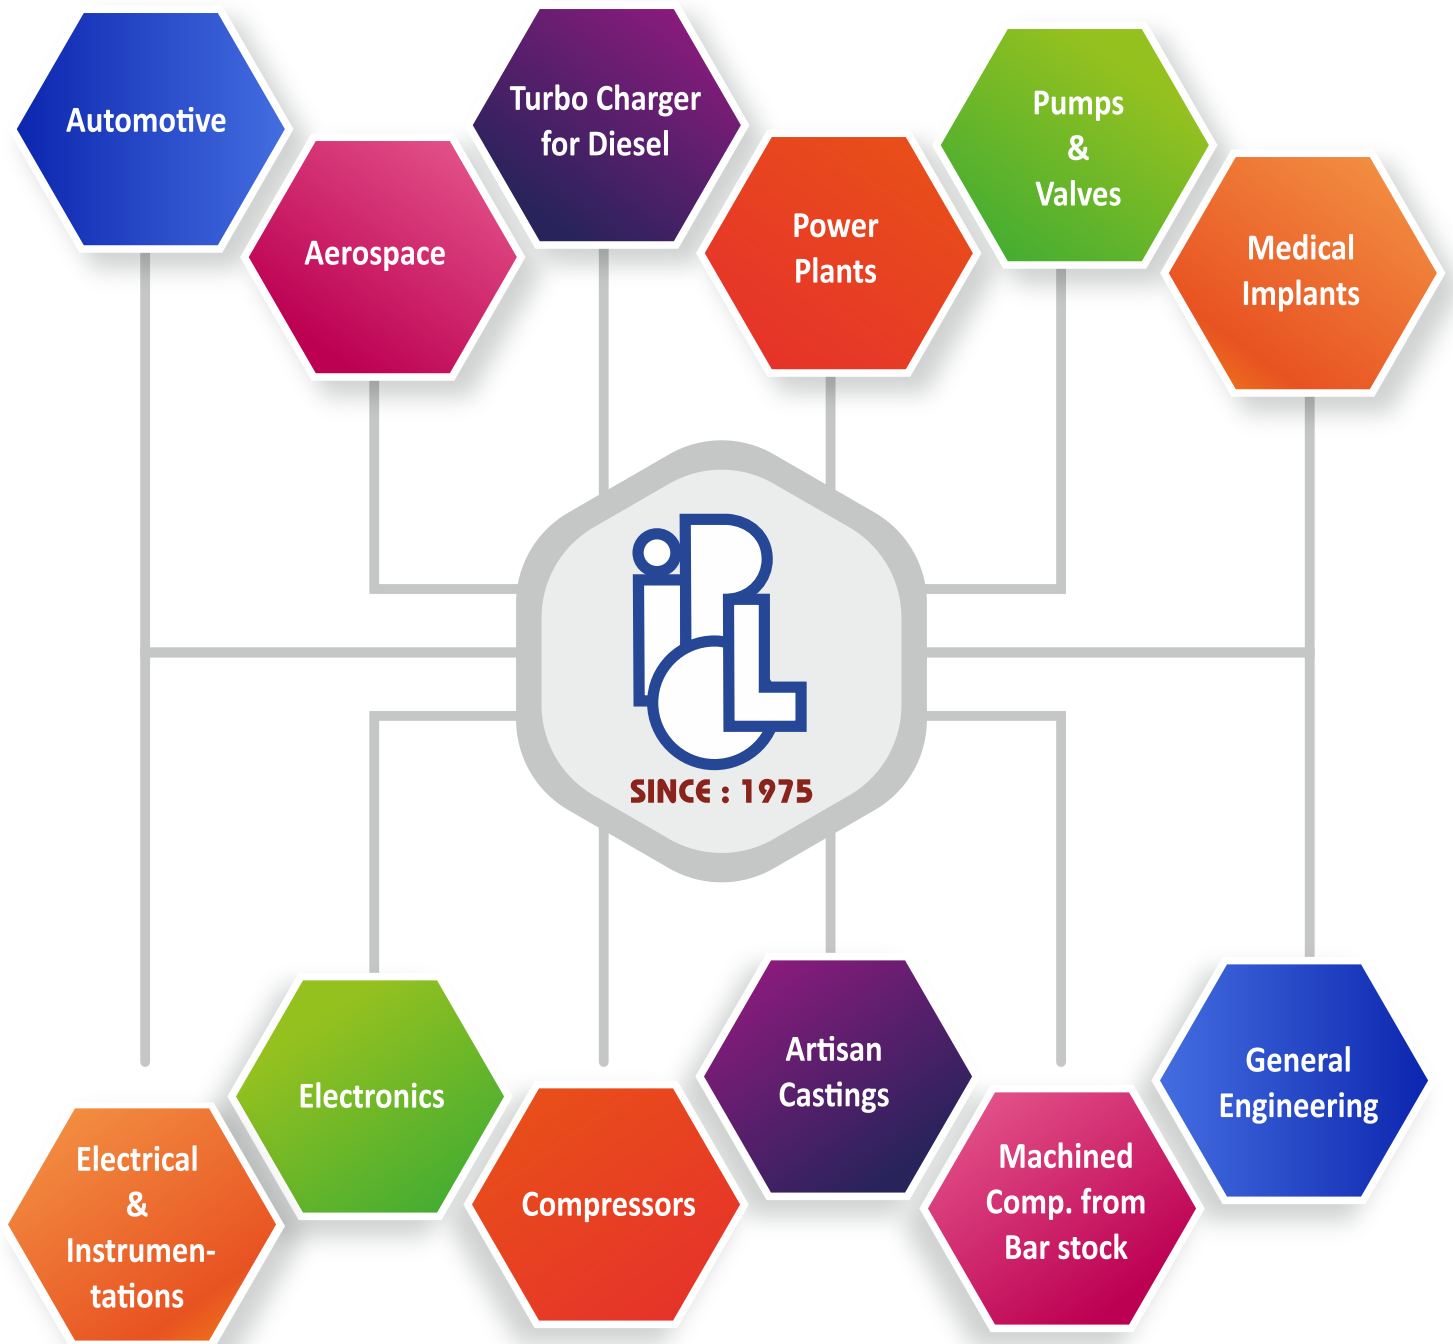 Automotive
Aerospace
Turbo Charger
for Diesel
Power
Plants
Pumps
&
Valves
Medical
Implants
SINCE : 1975
Electrical
&
Instrumen-
tations
Electronics
Compressors
Artisan
Castings
Machined
Comp. from
Bar stock
General
Engineering